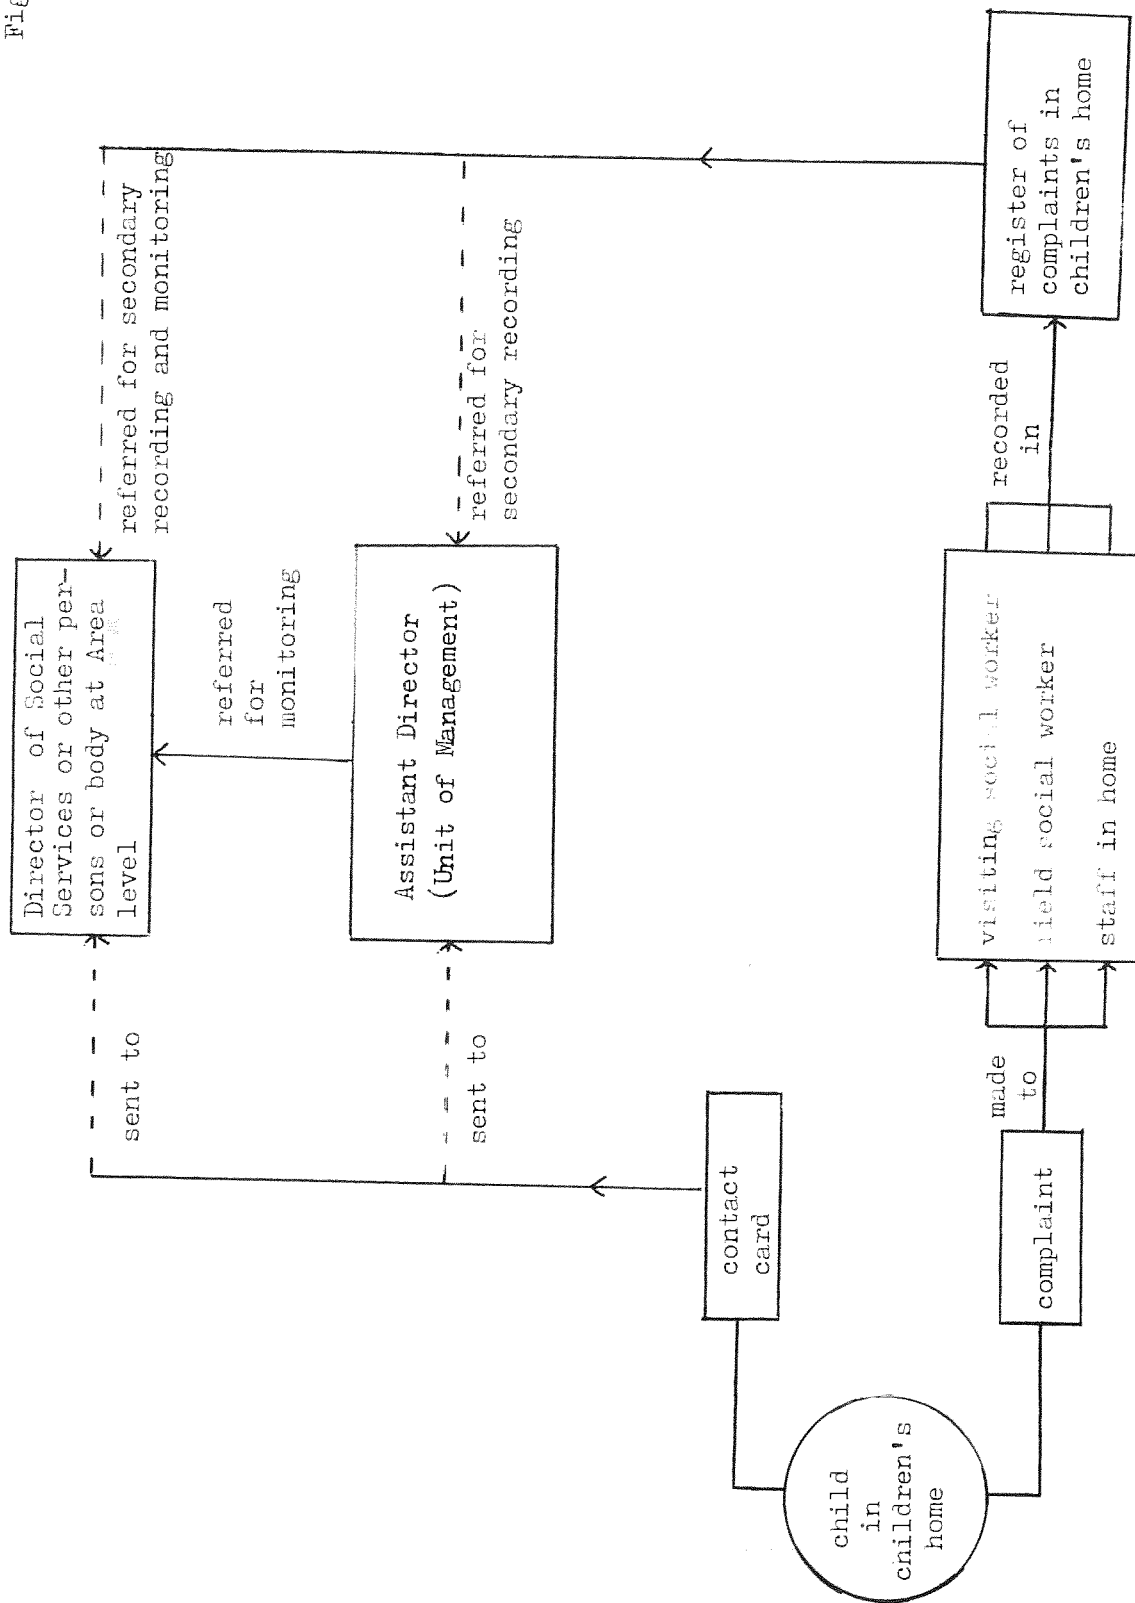 Fig
Director of Social
Services or other per-
sons or body at Area
level
sent to
referred for secondary
recording and monitoring
referred
for
monitoring
Assistant Director
(Unit of Management)
sent to
referred for
secondary recording
contact
card
child
in
children's
home
complaint
made
to
visiting social worker
field social worker
staff in home
recorded
in
register of
complaints in
children's home